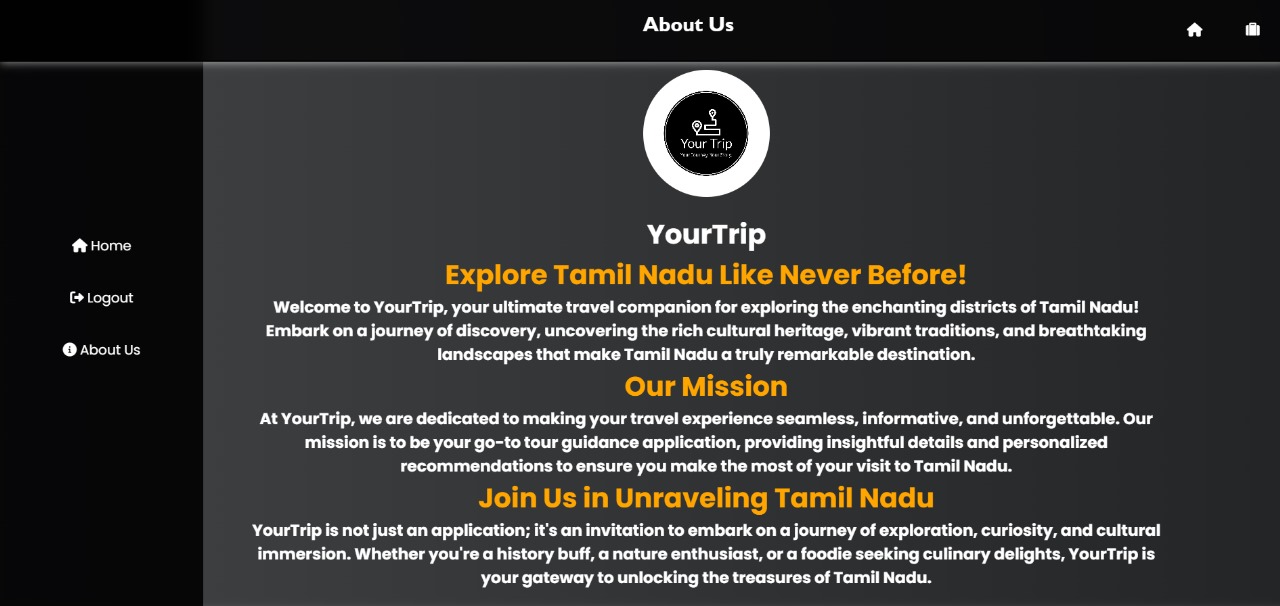 About Us
Your Trip
Home
Logout
About Us
YourTrip
Explore Tamil Nadu Like Never Before!
Welcome to YourTrip, your ultimate travel companion for exploring the enchanting districts of Tamil Nadu!
Embark on a journey of discovery, uncovering the rich cultural heritage, vibrant traditions, and breathtaking
landscapes that make Tamil Nadu a truly remarkable destination.
Our Mission
At YourTrip, we are dedicated to making your travel experience seamless, informative, and unforgettable. Our
mission is to be your go-to tour guidance application, providing insightful details and personalized
recommendations to ensure you make the most of your visit to Tamil Nadu.
Join Us in Unraveling Tamil Nadu
YourTrip is not just an application; it's an invitation to embark on a journey of exploration, curiosity, and cultural
immersion. Whether you're a history buff, a nature enthusiast, or a foodie seeking culinary delights, YourTrip is
your gateway to unlocking the treasures of Tamil Nadu.